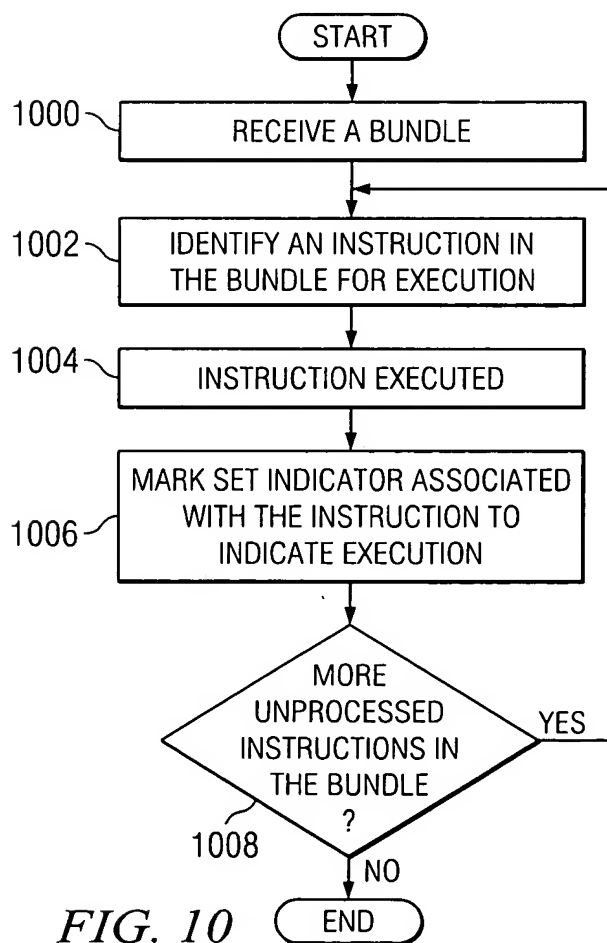 START
1000
RECEIVE A BUNDLE
1002
IDENTIFY AN INSTRUCTION IN
THE BUNDLE FOR EXECUTION
1004
INSTRUCTION EXECUTED
1006
MARK SET INDICATOR ASSOCIATED
WITH THE INSTRUCTION TO
INDICATE EXECUTION
MORE
UNPROCESSED
INSTRUCTIONS IN
THE BUNDLE
?
YES
1008
NO
FIG. 10
END